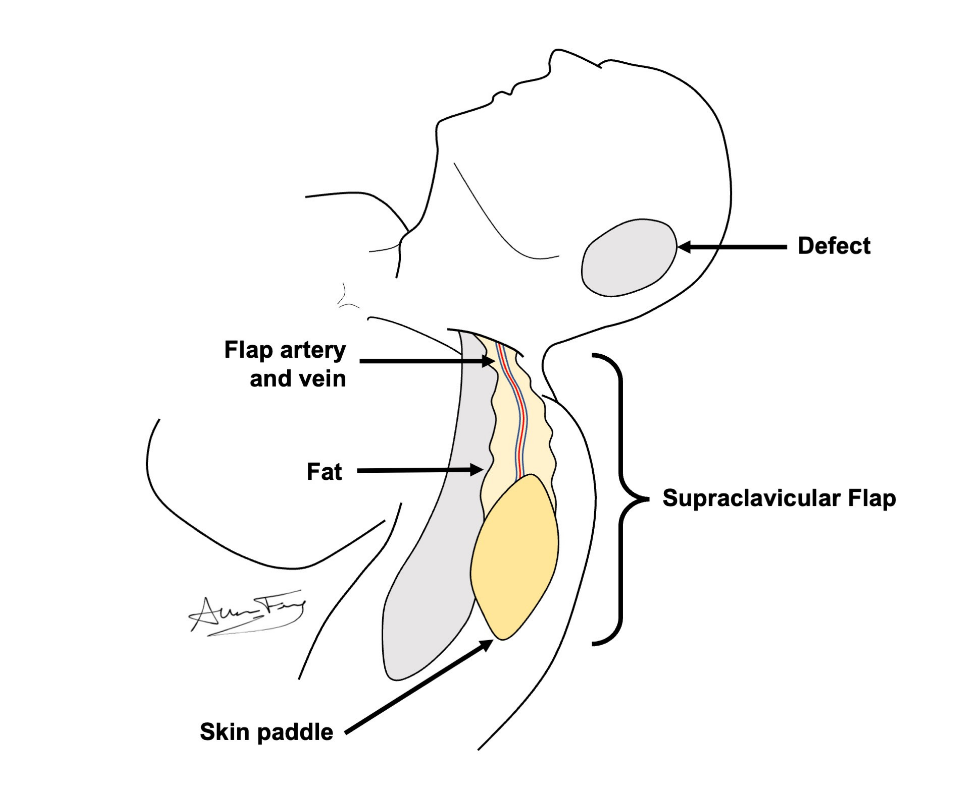 Defect
Flap artery
and vein
Fat
Supraclavicular Flap
Skin paddle